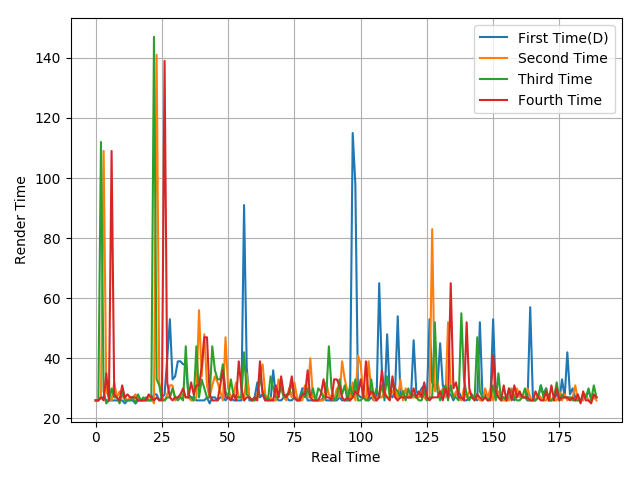 First Time(D)
Second Time
Third Time
Fourth Time
140
120
100
80
60
40
20
Render Time
0 25 50 75 100 125 150 175
Real Time